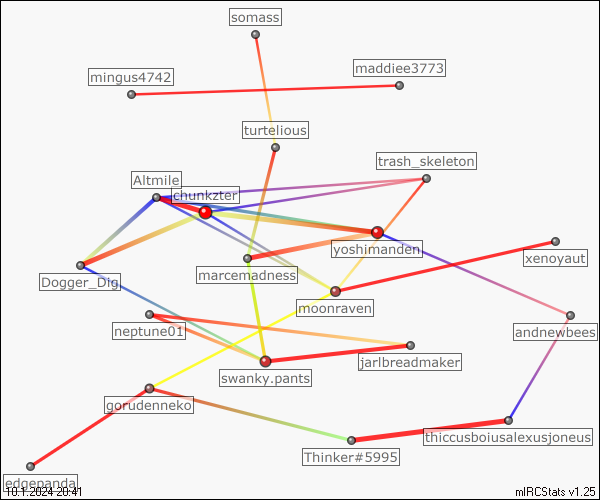 somass
maddiee3773
mingus4742
turtelious
trash_skeleton
Altmile
chunkzter
yoshimanden
xenoyaut
marcemadness
Dogger_Dig
moonraven
neptune01
andnewbees
jarlbreadmaker
swanky.pants
gorudenneko
thiccusboiusalexusjoneus
Thinker#5995
edgepanda
10.1.2024 20:41
mIRCStats v1.25